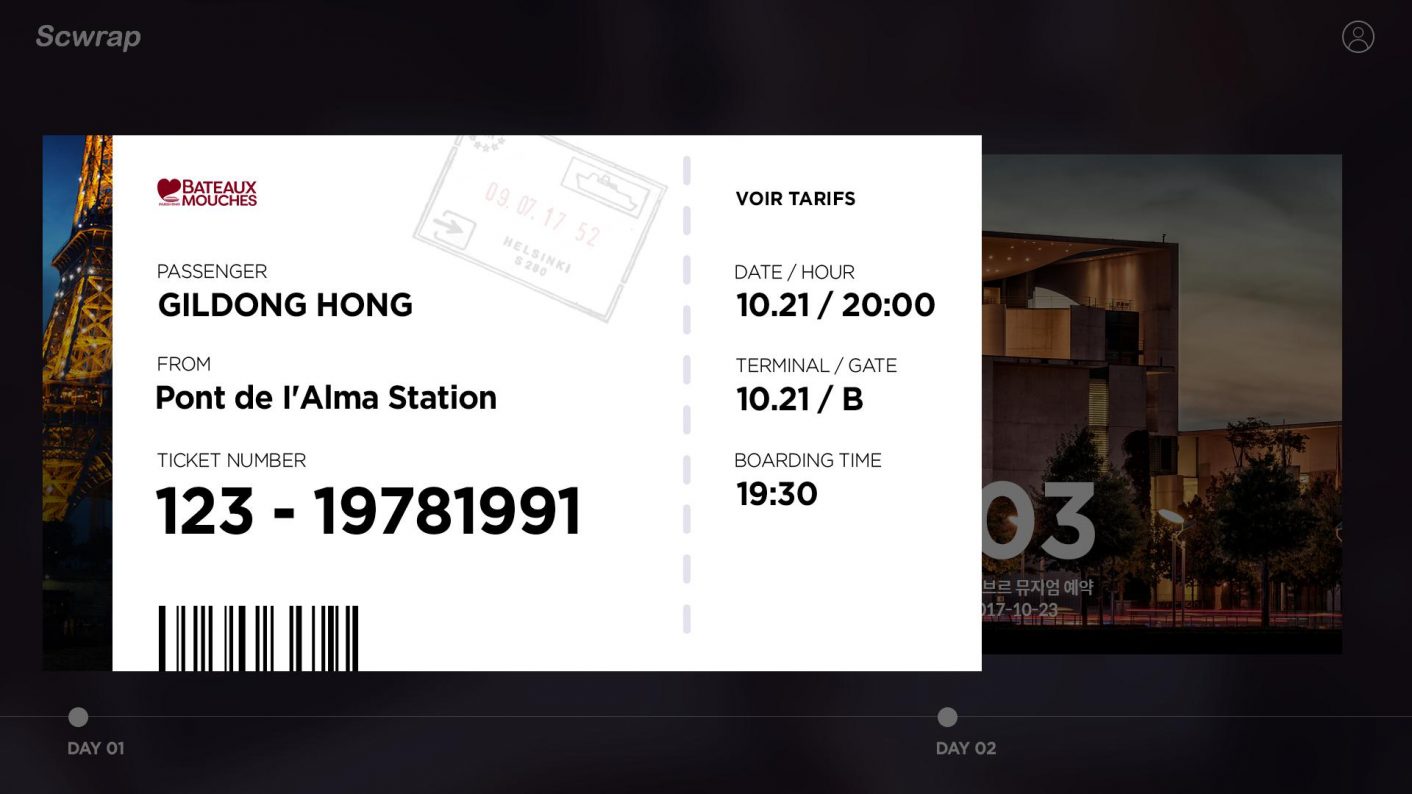 Scwrap
BATEAUX
MOUCHES
09.07.17 52
HELSINKI
S 280
PASSENGER
GILDONG HONG
FROM
Pont de l'Alma Station
TICKET NUMBER
123 - 19781991
VOIR TARIFS
DATE / HOUR
10.21 / 20:00
TERMINAL / GATE
10.21 / B
BOARDING TIME
19:30
03
브르 뮤지엄 예약
017-10-23
DAY 01
DAY 02